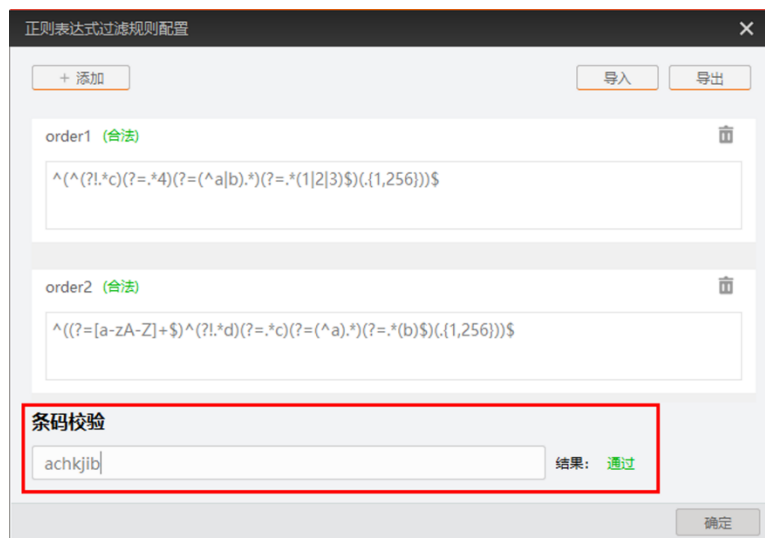 正则表达式过滤规则配置
+ 添加 导入 导出
order1 (合法)
^(^(?!.*c)(?=.*4)(?=(^a|b).*)(?=.*(1|2|3)$)(.{1,256}))$
order2 (合法)
^((?=[a-zA-Z]+$)^(?!.*d)(?=.*c)(?=(^a).*)(?=.*(b)$)(.{1,256}))$
条码校验
achkjib 结果： 通过
确定